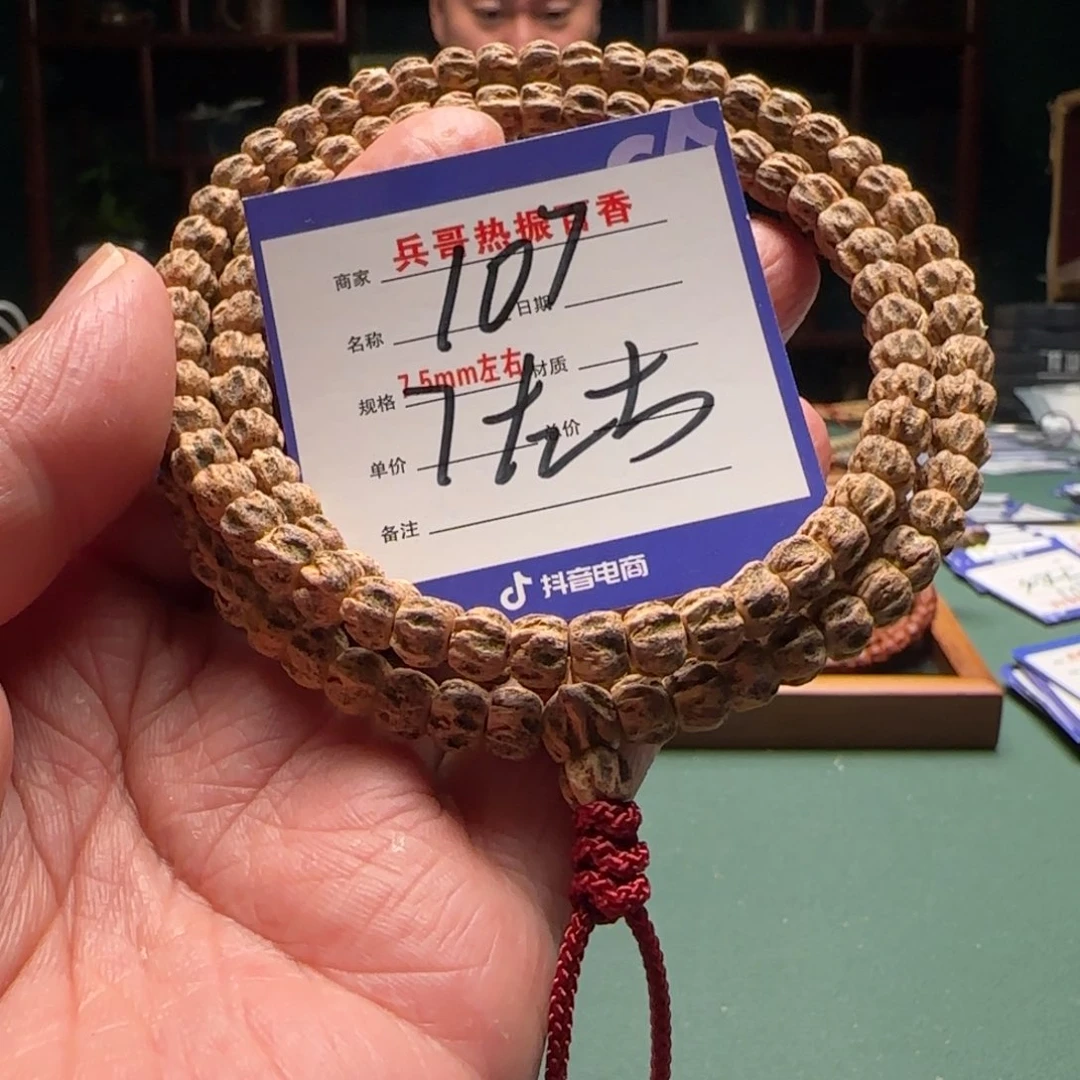 兵哥热振百香
商家
107
名称 日期
7.5mm左右
规格 材质
7左右
单价 总价
备注
抖音电商